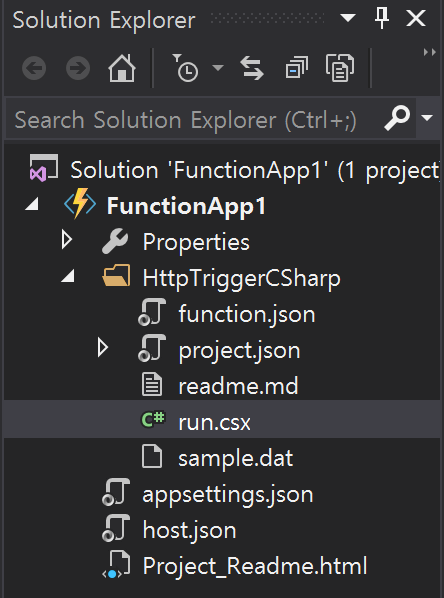 Solution Explorer
Search Solution Explorer (Ctrl+;)
Solution 'FunctionApp1' (1 project
FunctionApp1
Properties
HttpTriggerCSharp
function.json
project.json
readme.md
C# run.csx
sample.dat
appsettings.json
host.json
Project_Readme.html